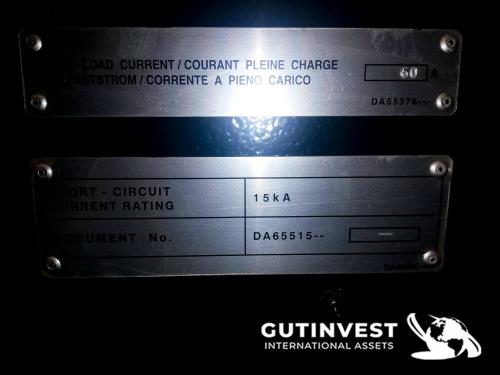 -LOAD CURRENT / COURANT PLEINE CHARGE
LASTSTROM / CORRENTE A PIENO CARICO
60 A
DA55376---
SHORT - CIRCUIT
CURRENT RATING
15kA
DOCUMENT No.
DA65515-- —
GUTINVEST
INTERNATIONAL ASSETS